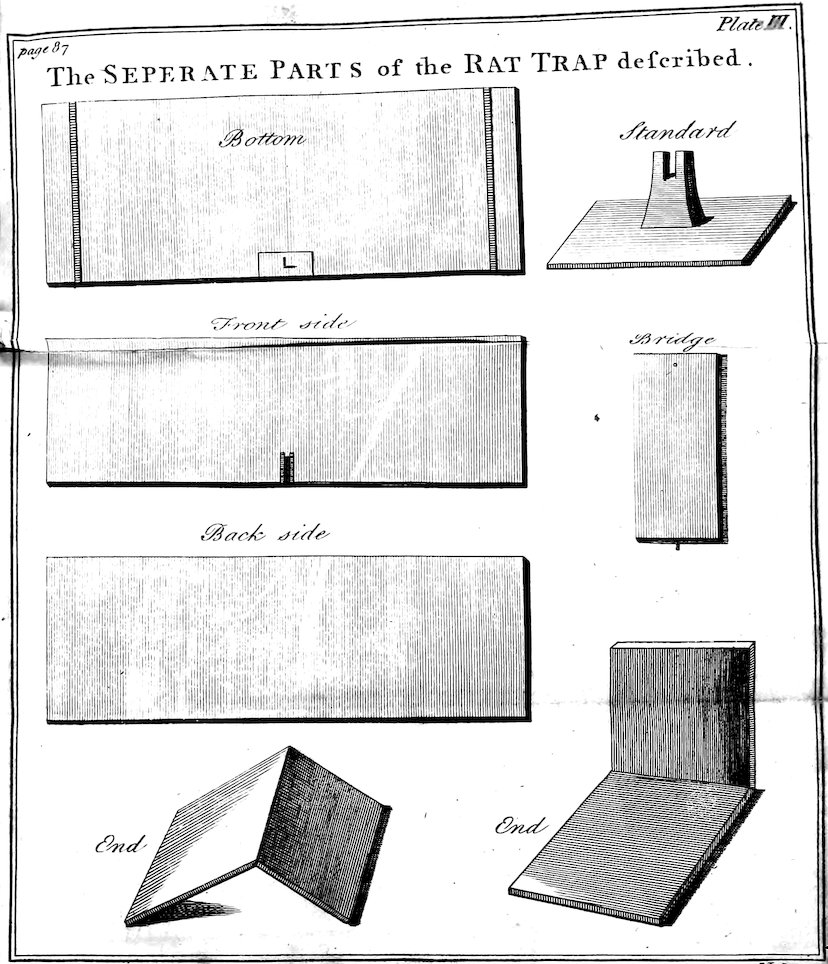 page 87
Plate III.
The SEPERATE PARTS of the RAT TRAP deſcribed.
Bottom
Standard
Front side
Bridge
Back side
End
End